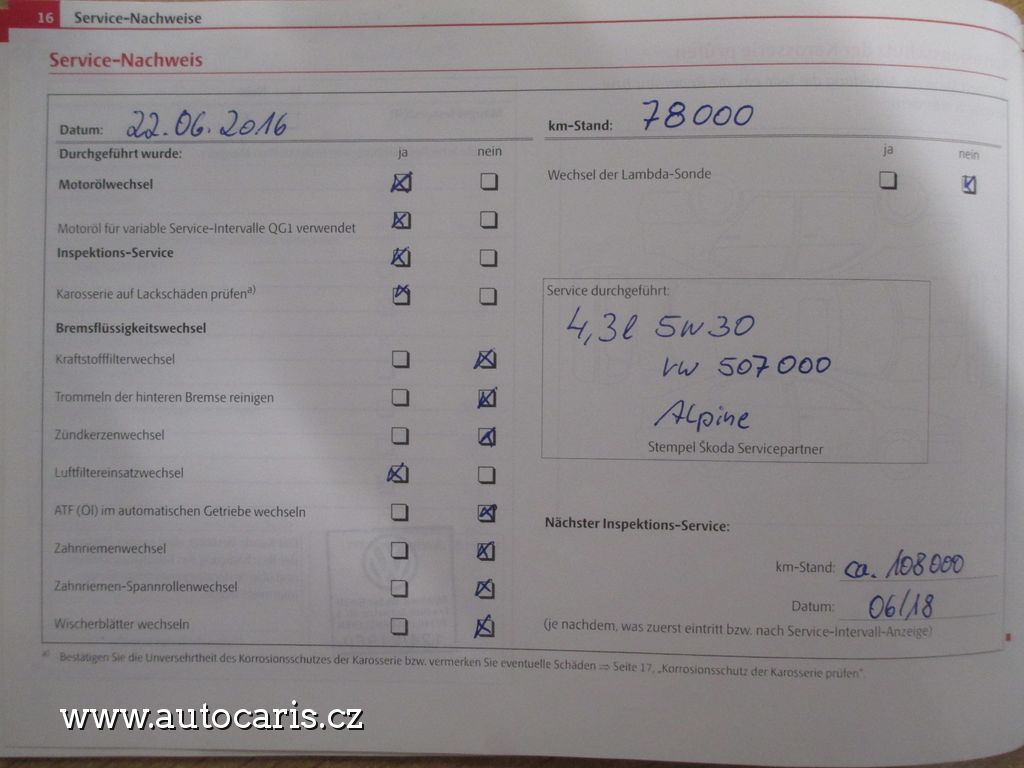 16 Service-Nachweise
Service-Nachweis
Datum: 22.06.2016
Durchgeführt wurde: ja nein
Motorölwechsel
Motoröl für variable Service-Intervalle QG1 verwendet
Inspektions-Service
Karosserie auf Lackschäden prüfen a)
Bremsflüssigkeitswechsel
Kraftstofffilterwechsel
Trommeln der hinteren Bremse reinigen
Zündkerzenwechsel
Luftfiltereinsatzwechsel
ATF (Öl) im automatischen Getriebe wechseln
Zahnriemenwechsel
Zahnriemen-Spannrollenwechsel
Wischerblätter wechseln
km-Stand: 78000
ja nein
Wechsel der Lambda-Sonde
Service durchgeführt:
4,3l 5w30
vw 507000
Alpine
Stempel Škoda Servicepartner
Nächster Inspektions-Service:
km-Stand: ca. 108000
Datum: 06/18
(je nachdem, was zuerst eintritt bzw. nach Service-Intervall-Anzeige)
a) Bestätigen Sie die Unversehrtheit des Korrosionsschutzes der Karosserie bzw. vermerken Sie eventuelle Schäden ⇒ Seite 17, „Korrosionsschutz der Karosserie prüfen“.
www.autocaris.cz